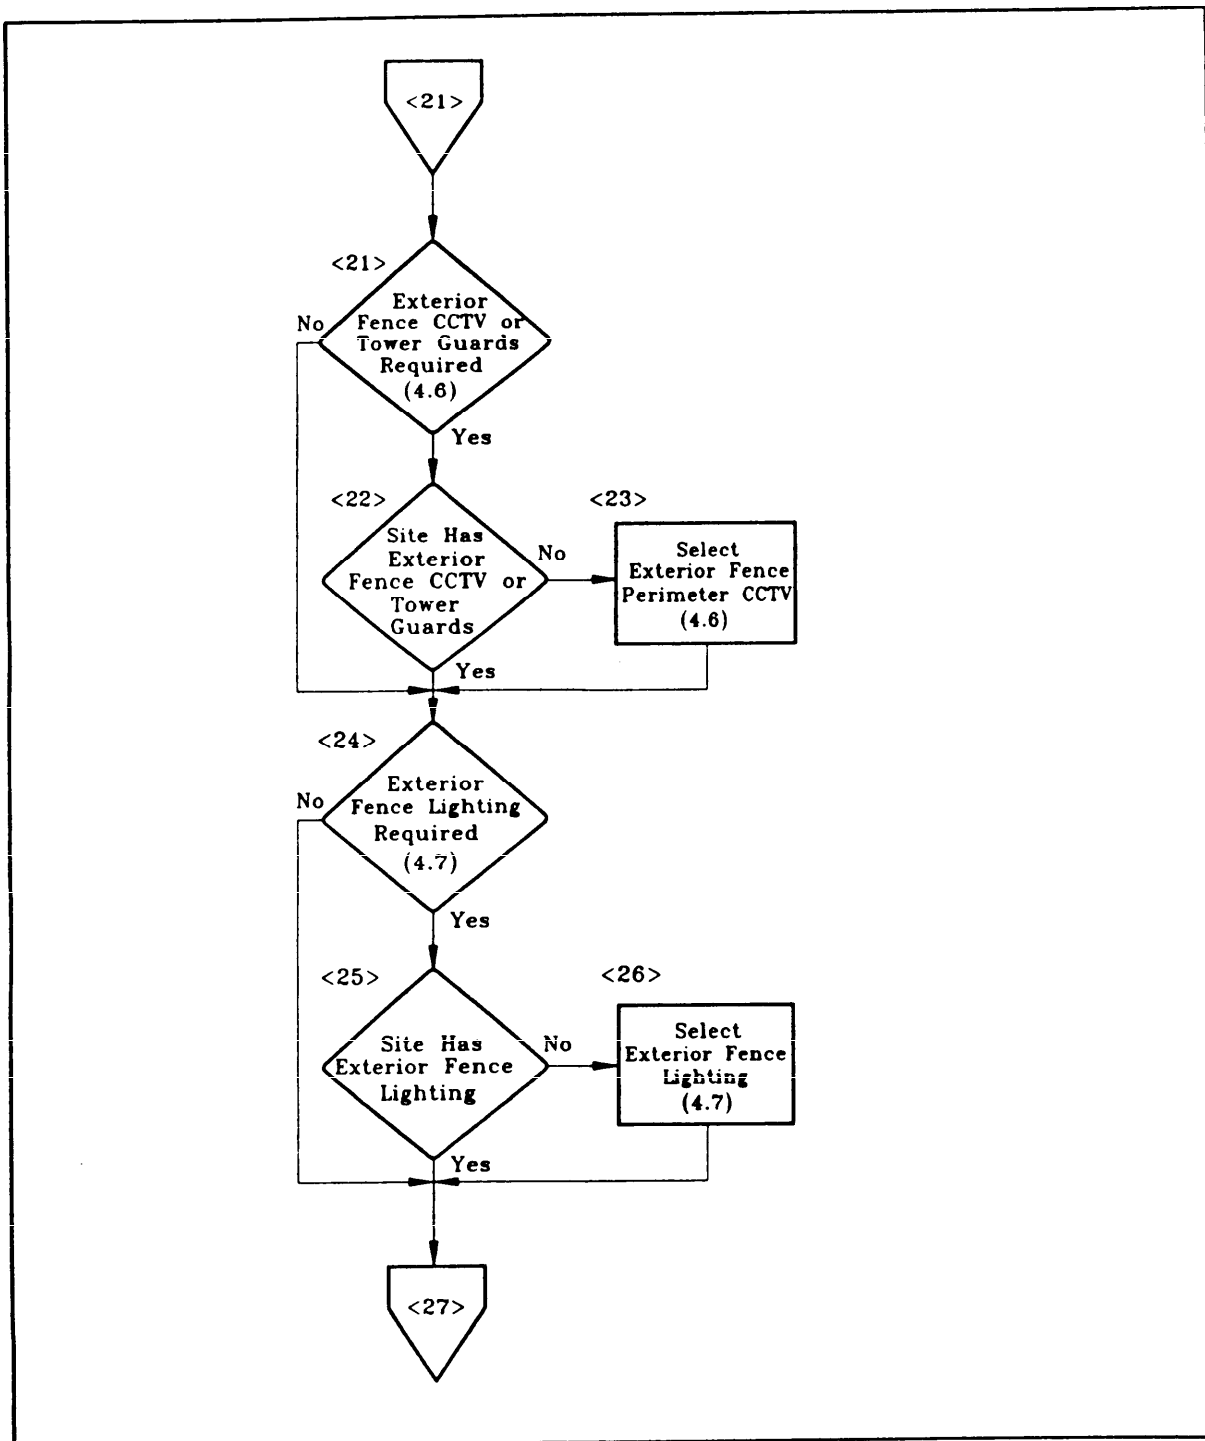 <21>
<21>
Exterior
Fence CCTV or
Tower Guards
Required
(4.6)
No
Yes
<22>
Site Has
Exterior
Fence CCTV or
Tower
Guards
No
<23>
Select
Exterior Fence
Perimeter CCTV
(4.6)
Yes
<24>
Exterior
Fence Lighting
Required
(4.7)
No
Yes
<25>
Site Has
Exterior Fence
Lighting
No
<26>
Select
Exterior Fence
Lighting
(4.7)
Yes
<27>